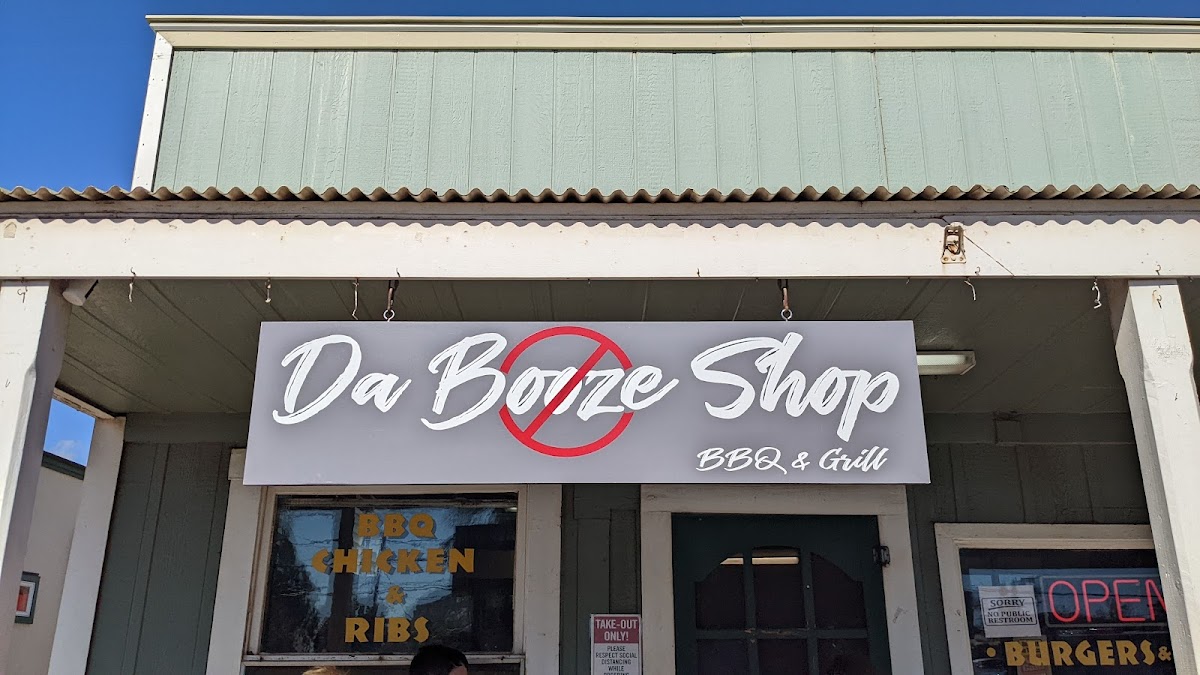 Da Booze Shop
BBQ & Grill
BBQ
CHICKEN
&
RIBS
TAKE-OUT
ONLY!
PLEASE
RESPECT SOCIAL
DISTANCING
WHILE
SORRY
NO PUBLIC
RESTROOM
OPEN
• BURGERS &